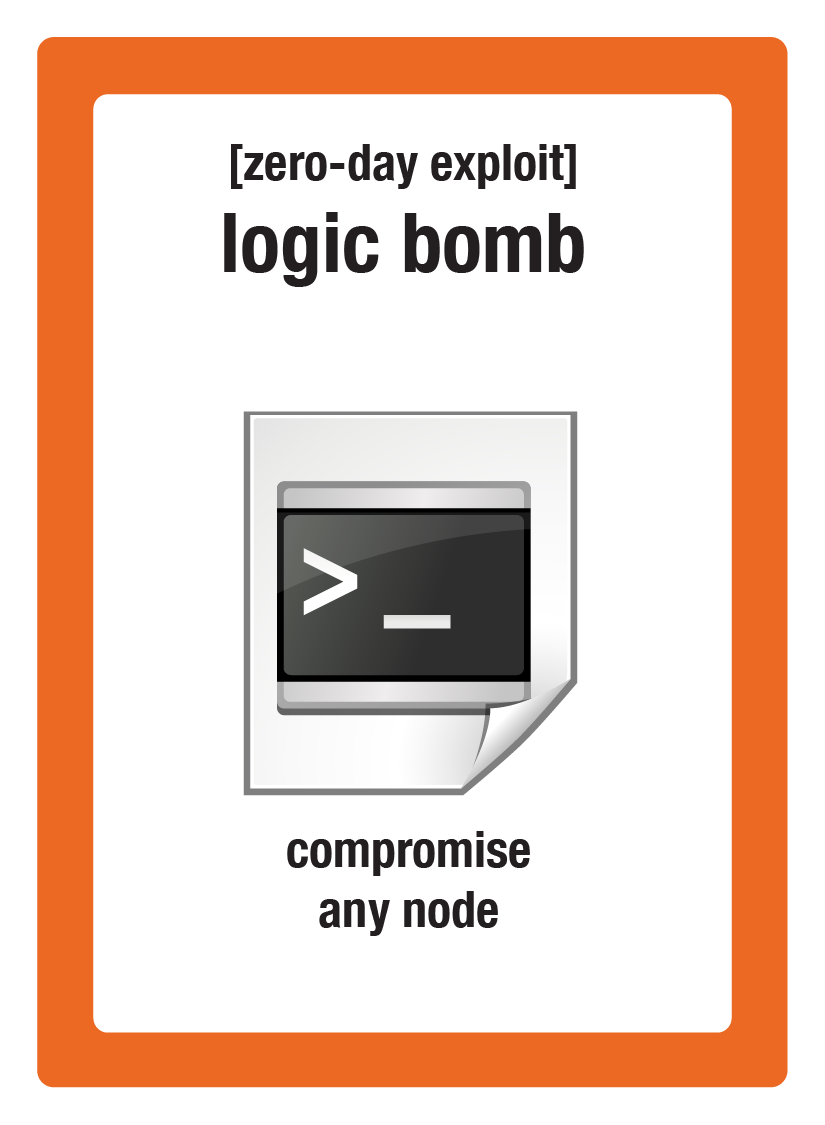 [zero-day exploit]
logic bomb
>_
compromise
any node